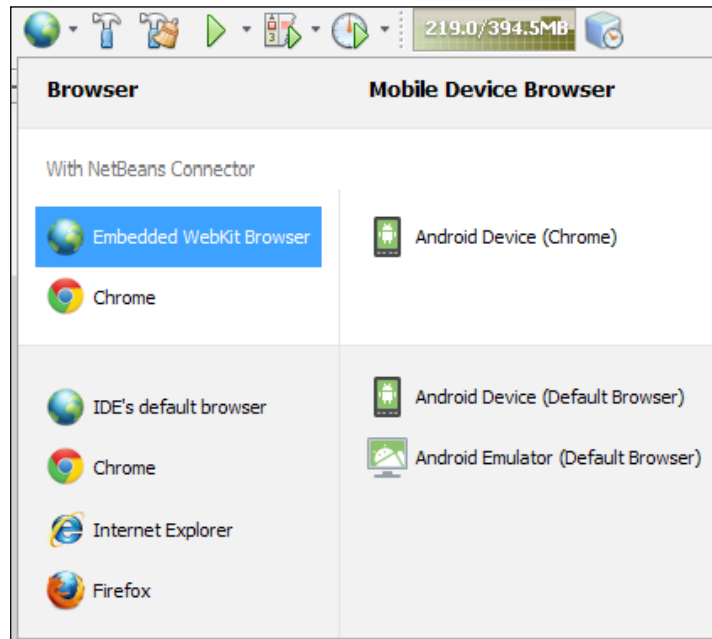 219.0/394.5MB
Browser
Mobile Device Browser
With NetBeans Connector
Embedded WebKit Browser
Android Device (Chrome)
Chrome
IDE's default browser
Android Device (Default Browser)
Chrome
Android Emulator (Default Browser)
Internet Explorer
Firefox